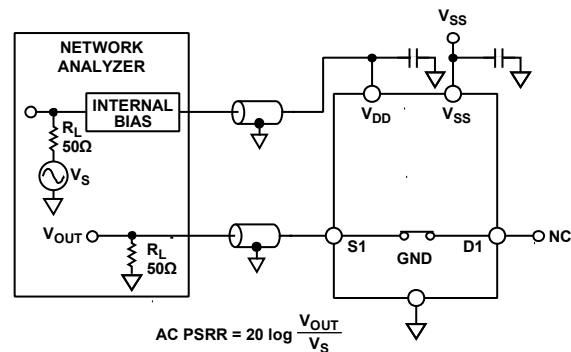 NETWORK
ANALYZER
INTERNAL
BIAS
RL
50Ω
VS
VOUT
RL
50Ω
VSS
VDD
VSS
S1
GND
D1
NC
AC PSRR = 20 log VOUT
VS